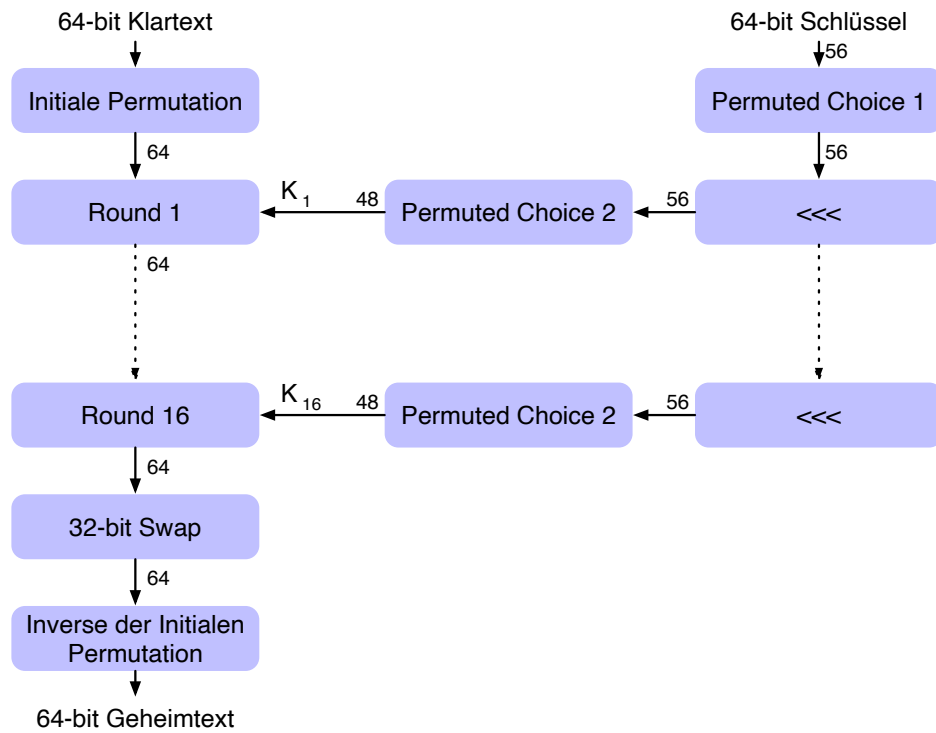 64-bit Klartext
64-bit Schlüssel
56
Initiale Permutation
Permuted Choice 1
64
56
Round 1
K 1
48
Permuted Choice 2
56
<<<
64
Round 16
K 16
48
Permuted Choice 2
56
<<<
64
32-bit Swap
64
Inverse der Initialen
Permutation
64-bit Geheimtext